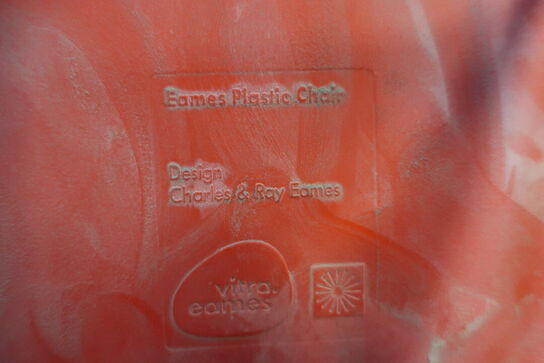 Eames Plastic Chair
Design
Charles & Ray Eames
vitra.
eames